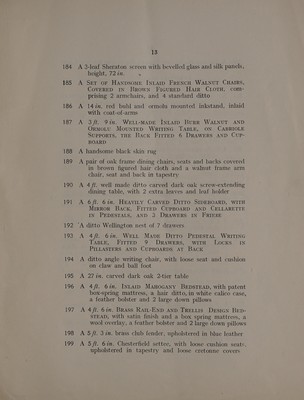 13
184 A 3-leaf Sheraton screen with bevelled glass and silk panels,
height, 72 in.
185 A Set of Handsome Inlaid French Walnut Chairs,
Covered in Brown Figured Hair Cloth, com-
prising 2 armchairs, and 4 standard ditto
186 A 14 in. red buhl and ormolu mounted inkstand, inlaid
with coat-of-arms
187 A 3 ft. 9 in. Well-made Inlaid Burr Walnut and
Ormolu Mounted Writing Table, on Cabriole
Supports, the Back Fitted 6 Drawers and Cup-
board
188 A handsome black skin rug
189 A pair of oak frame dining chairs, seats and backs covered
in brown figured hair cloth and a walnut frame arm
chair, seat and back in tapestry
190 A 4 ft. well made ditto carved dark oak screw-extending
dining table, with 2 extra leaves and leaf holder
191 A 6 ft. 6 in. Heavily Carved Ditto Sideboard, with
Mirror Back, Fitted Cupboard and Cellarette
in Pedestals, and 3 Drawers in Frieze
192 A ditto Wellington nest of 7 drawers
193 A 4 ft. 6 in. Well Made Ditto Pedestal Writing
Table, Fitted 9 Drawers, with Locks in
Pillasters and Cupboards at Back
194 A ditto angle writing chair, with loose seat and cushion
on claw and ball foot
195 A 27 in. carved dark oak 3-tier table
196 A 4 ft. 6 in. Inlaid Mahogany Bedstead, with patent
box-spring mattress, a hair ditto, in white calico case,
a feather bolster and 2 large down pillows
197 A 4 ft. 6 in. Brass Rail-End and Trellis Design Bed-
stead, with satin finish and a box spring mattress, a
wool overlay, a feather bolster and 2 large down pillows
198 A 5 ft. 3 in. brass club fender, upholstered in blue leather
199 A 5 ft. 6 in. Chesterfield settee, with loose cushion seats,
upholstered in tapestry and loose cretonne covers